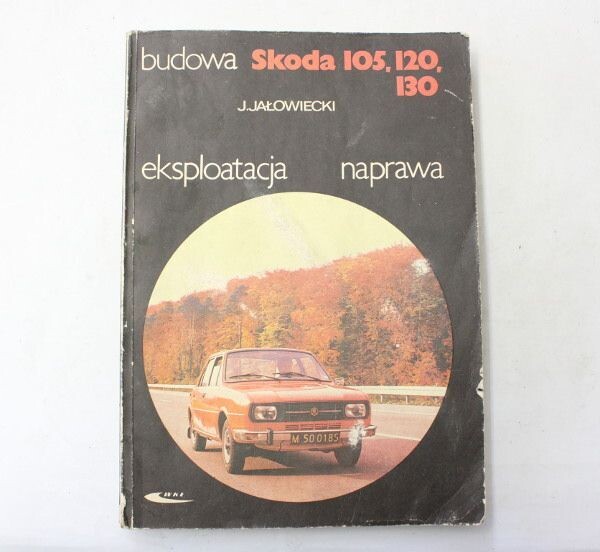 budowa Skoda 105, 120,
130
J. JAŁOWIECKI
eksploatacja naprawa
M 50 0185
WKŁ